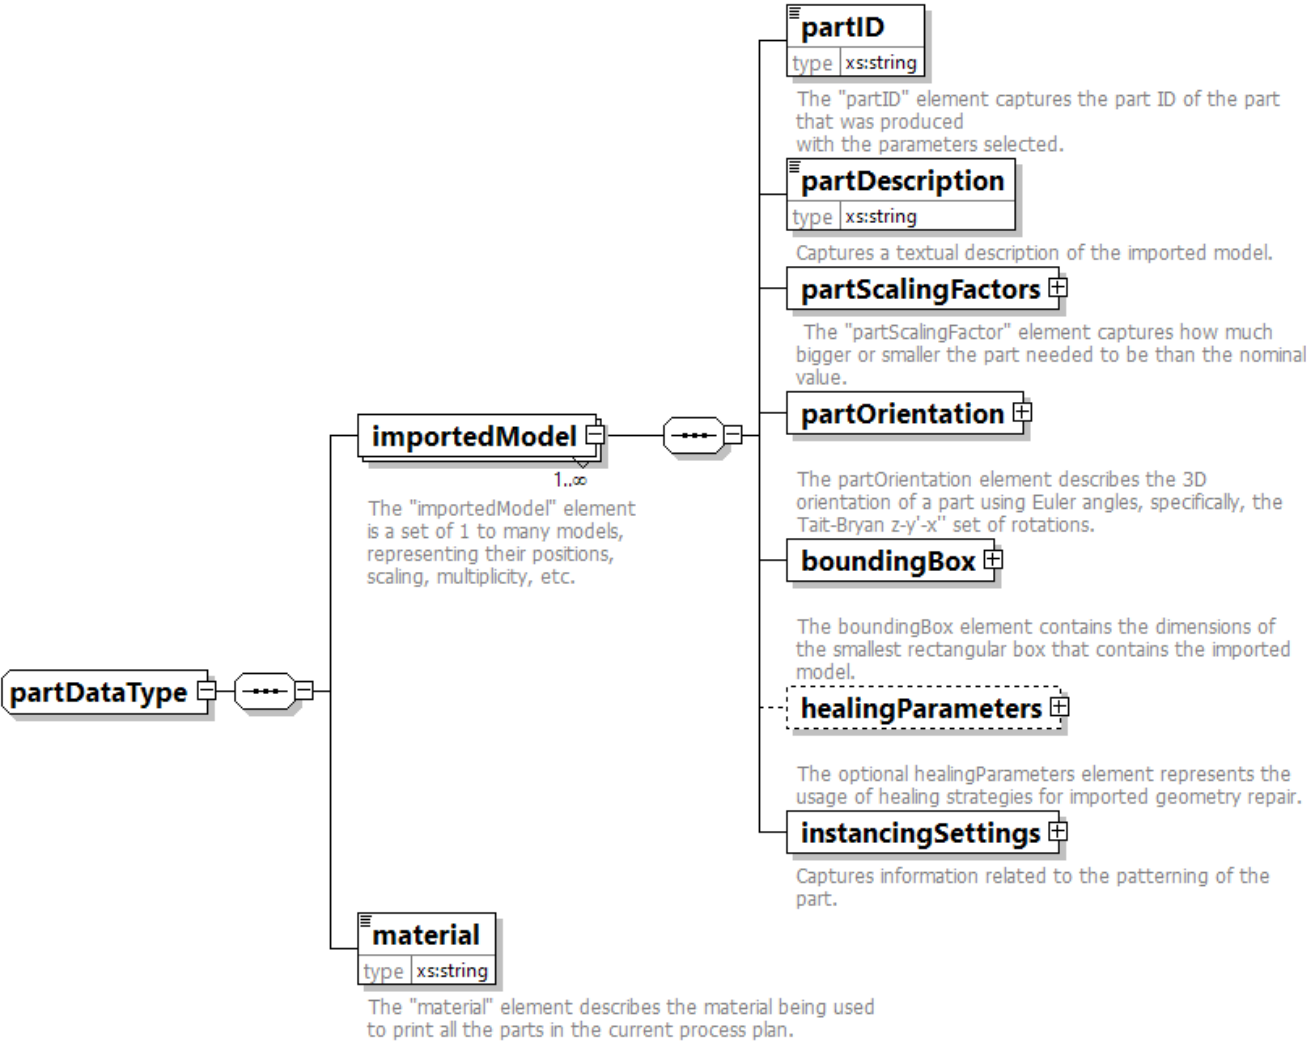 partID
type xs:string
The "partID" element captures the part ID of the part
that was produced
with the parameters selected.
partDescription
type xs:string
Captures a textual description of the imported model.
partScalingFactors
The "partScalingFactor" element captures how much
bigger or smaller the part needed to be than the nominal
value.
partOrientation
The partOrientation element describes the 3D
orientation of a part using Euler angles, specifically, the
Tait-Bryan z-y'-x'' set of rotations.
boundingBox
The boundingBox element contains the dimensions of
the smallest rectangular box that contains the imported
model.
healingParameters
The optional healingParameters element represents the
usage of healing strategies for imported geometry repair.
instancingSettings
Captures information related to the patterning of the
part.
importedModel
1..∞
The "importedModel" element
is a set of 1 to many models,
representing their positions,
scaling, multiplicity, etc.
partDataType
material
type xs:string
The "material" element describes the material being used
to print all the parts in the current process plan.